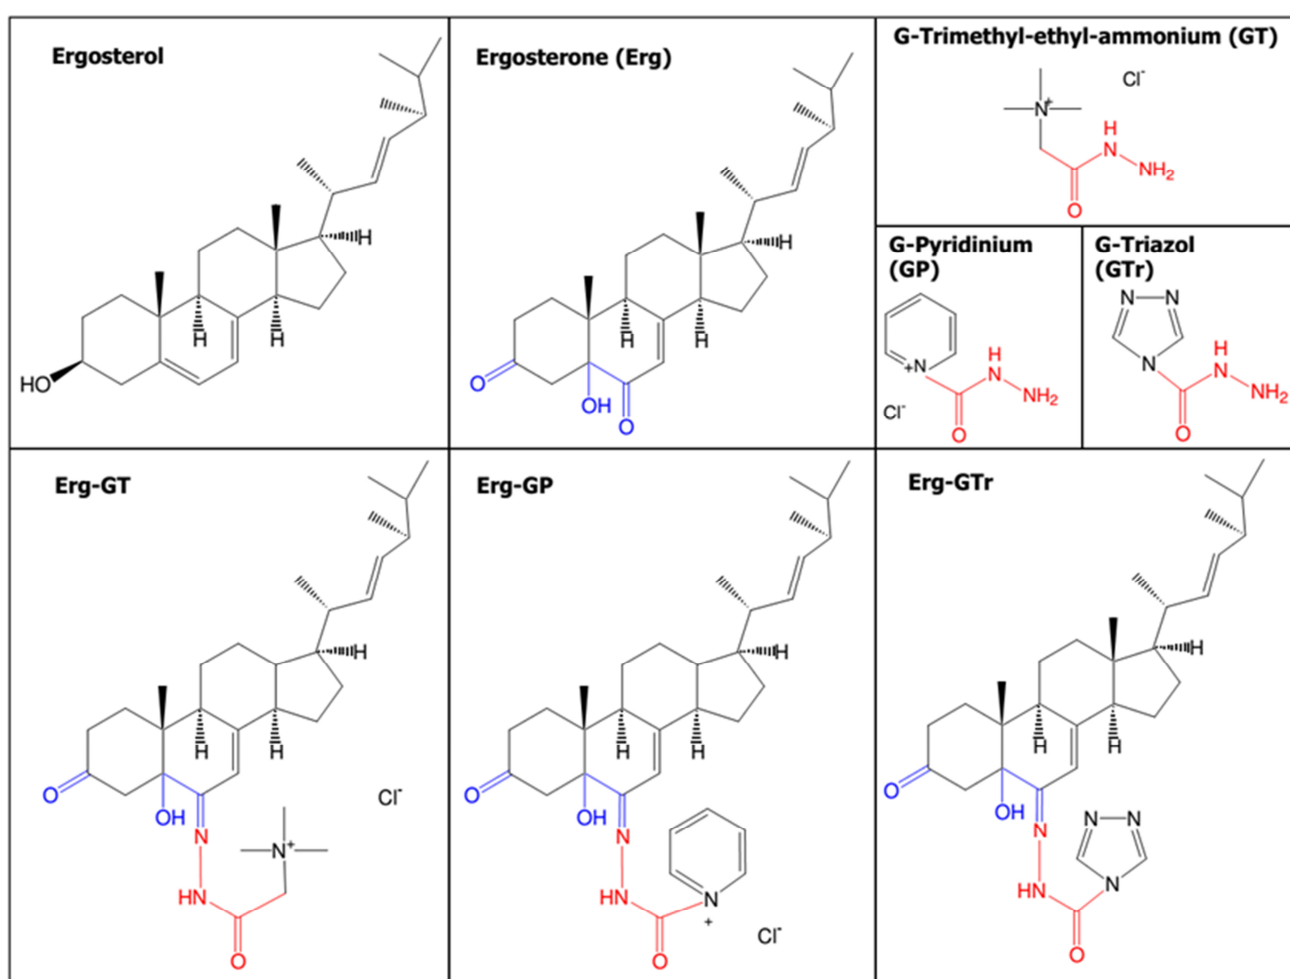 Ergosterol
HO
H
H
H
Ergosterone (Erg)
H
H
H
O
OH
O
G-Trimethyl-ethyl-ammonium (GT)
Cl-
N+
H
N
NH2
O
G-Pyridinium
(GP)
+N
H
N
NH2
Cl-
O
G-Triazol
(GTr)
N N
N
H
N
NH2
O
Erg-GT
H
H
H
O
OH
Cl-
N
N+
HN
O
Erg-GP
H
H
H
O
OH
N
HN
N
+
Cl-
O
Erg-GTr
H
H
H
O
OH
N
N N
HN
N
O